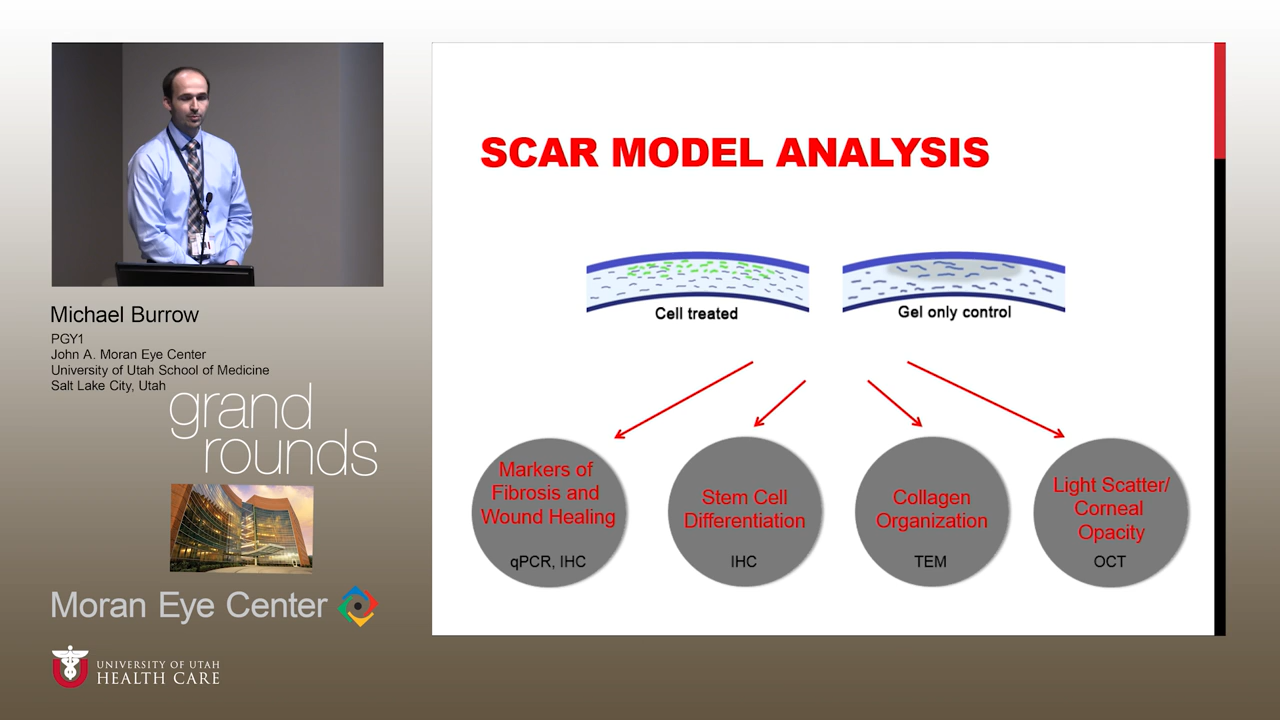 Michael Burrow
PGY1
John A. Moran Eye Center
University of Utah School of Medicine
Salt Lake City, Utah
grand
rounds
Moran Eye Center
UNIVERSITY OF UTAH
HEALTH CARE
SCAR MODEL ANALYSIS
Cell treated
Gel only control
Markers of
Fibrosis and
Wound Healing
qPCR, IHC
Stem Cell
Differentiation
IHC
Collagen
Organization
TEM
Light Scatter/
Corneal
Opacity
OCT